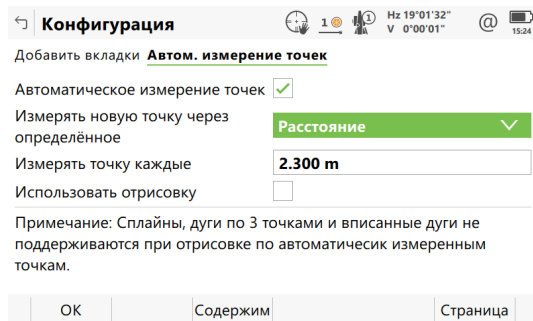 Конфигурация 1 1 Hz 19°01'32" @
V 0°00'01" 15:24
Добавить вкладки Автом. измерение точек
Автоматическое измерение точек
Измерять новую точку через
определённое
Расстояние
Измерять точку каждые 2.300 m
Использовать отрисовку
Примечание: Сплайны, дуги по 3 точками и вписанные дуги не
поддерживаются при отрисовке по автоматичесик измеренным
точкам.
OK Содержим Страница